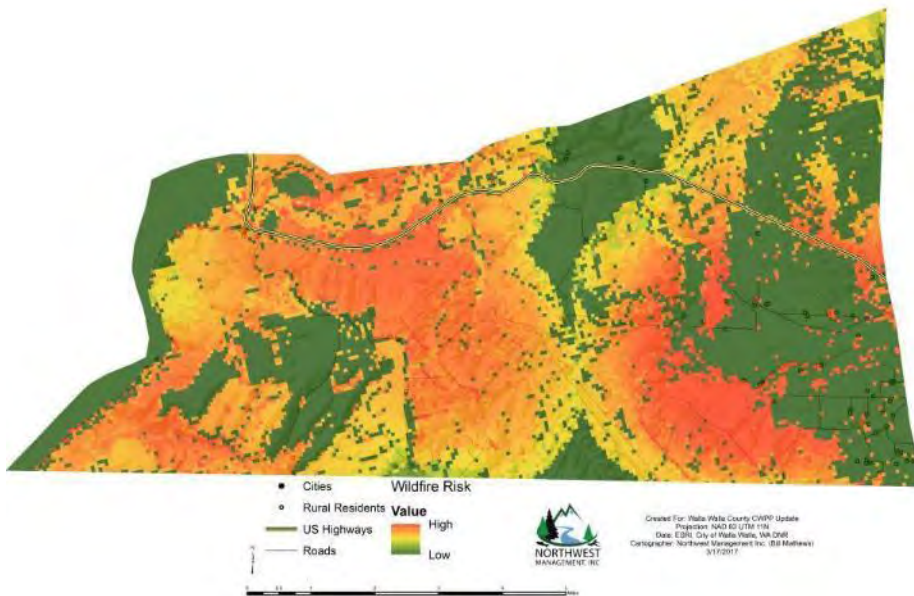 Cities
Rural Residents
US Highways
Roads
Wildfire Risk
Value
High
Low
NORTHWEST
MANAGEMENT, INC
Created For: Walla Walla County CWPP Update
Projection: NAD 83 UTM 11N
Data: ESRI, City of Walla Walla, WA DNR
Cartographer: Northwest Management Inc. (Bill Mathews)
3/17/2017